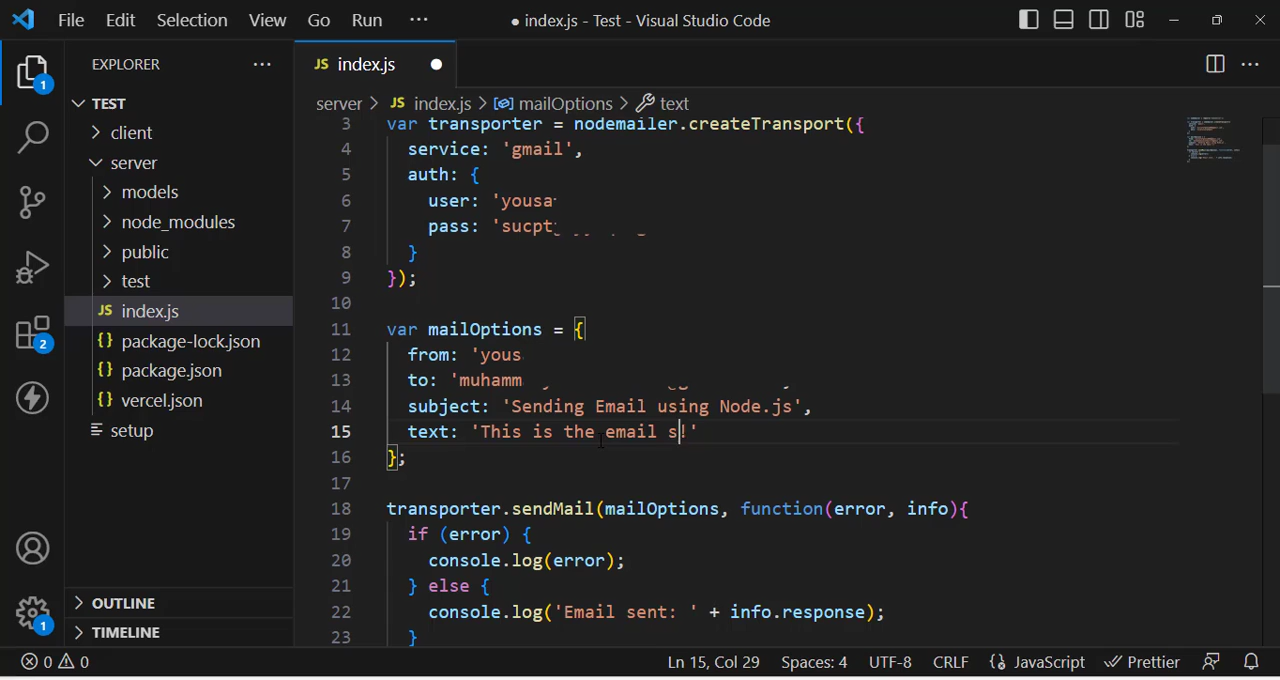 File Edit Selection View Go Run ··· ● index.js - Test - Visual Studio Code
EXPLORER ···
TEST
client
server
models
node_modules
public
test
JS index.js
{} package-lock.json
{} package.json
{} vercel.json
setup
OUTLINE
TIMELINE
1
2
1
JS index.js ●
server > JS index.js > mailOptions > text
3 var transporter = nodemailer.createTransport({
4 service: 'gmail',
5 auth: {
6 user: 'yousa
7 pass: 'sucpt
8 }
9 });
10
11 var mailOptions = {
12 from: 'yous
13 to: 'muhamm
14 subject: 'Sending Email using Node.js',
15 text: 'This is the email s!'
16 };
17
18 transporter.sendMail(mailOptions, function(error, info){
19 if (error) {
20 console.log(error);
21 } else {
22 console.log('Email sent: ' + info.response);
23 }
0 0 Ln 15, Col 29 Spaces: 4 UTF-8 CRLF {} JavaScript Prettier